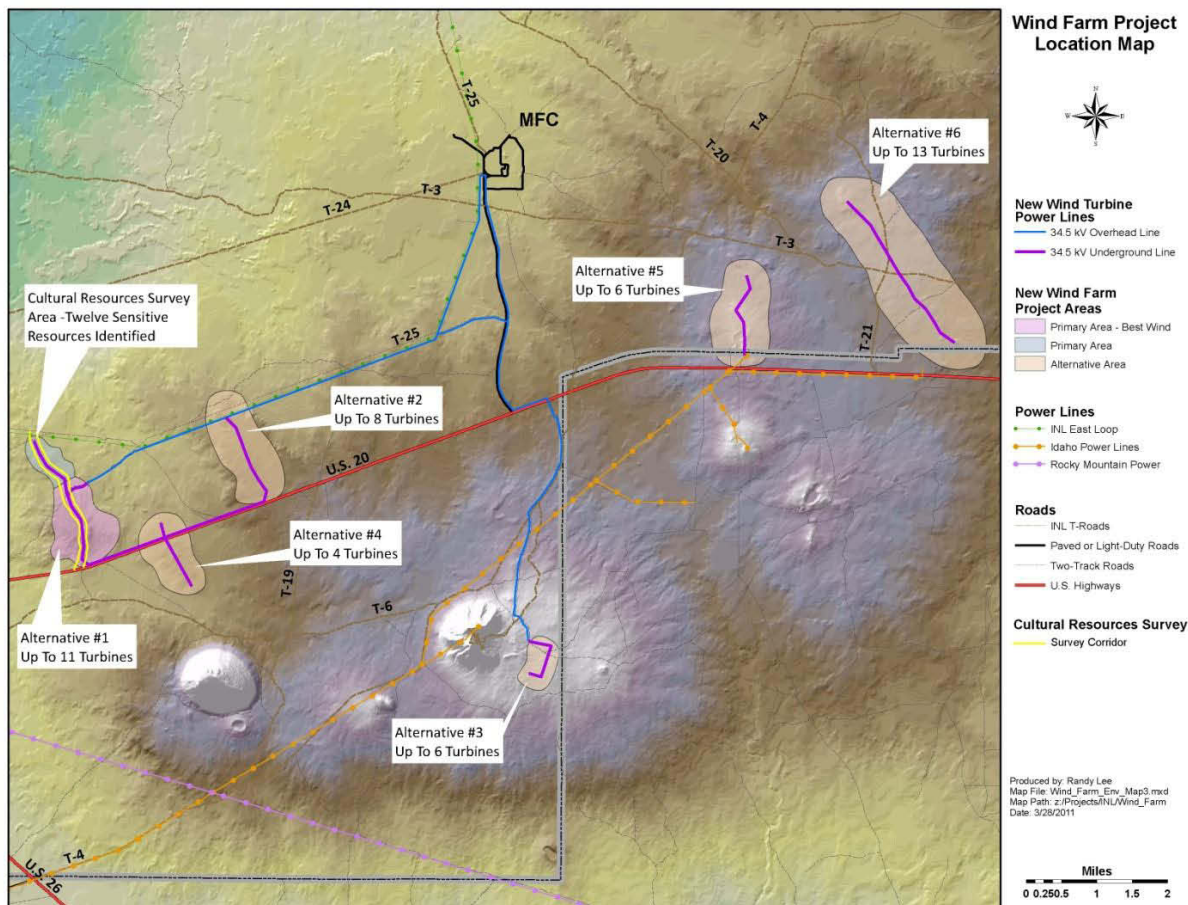 Wind Farm Project
Location Map
N
W E
S
T-25
MFC
T-4
T-20
Alternative #6
Up To 13 Turbines
T-3
T-24
T-3
New Wind Turbine
Power Lines
34.5 kV Overhead Line
34.5 kV Underground Line
Alternative #5
Up To 6 Turbines
Cultural Resources Survey
Area -Twelve Sensitive
Resources Identified
T-25
T-21
New Wind Farm
Project Areas
Primary Area - Best Wind
Primary Area
Alternative Area
Alternative #2
Up To 8 Turbines
U.S. 20
Power Lines
INL East Loop
Idaho Power Lines
Rocky Mountain Power
Alternative #4
Up To 4 Turbines
T-19
T-6
Roads
INL T-Roads
Paved or Light-Duty Roads
Two-Track Roads
U.S. Highways
Alternative #1
Up To 11 Turbines
Cultural Resources Survey
Survey Corridor
Alternative #3
Up To 6 Turbines
Produced by: Randy Lee
Map File: Wind_Farm_Env_Map3.mxd
Map Path: z:/Projects/INL/Wind_Farm
Date: 3/28/2011
T-4
U.S. 26
Miles
0 0.250.5 1 1.5 2